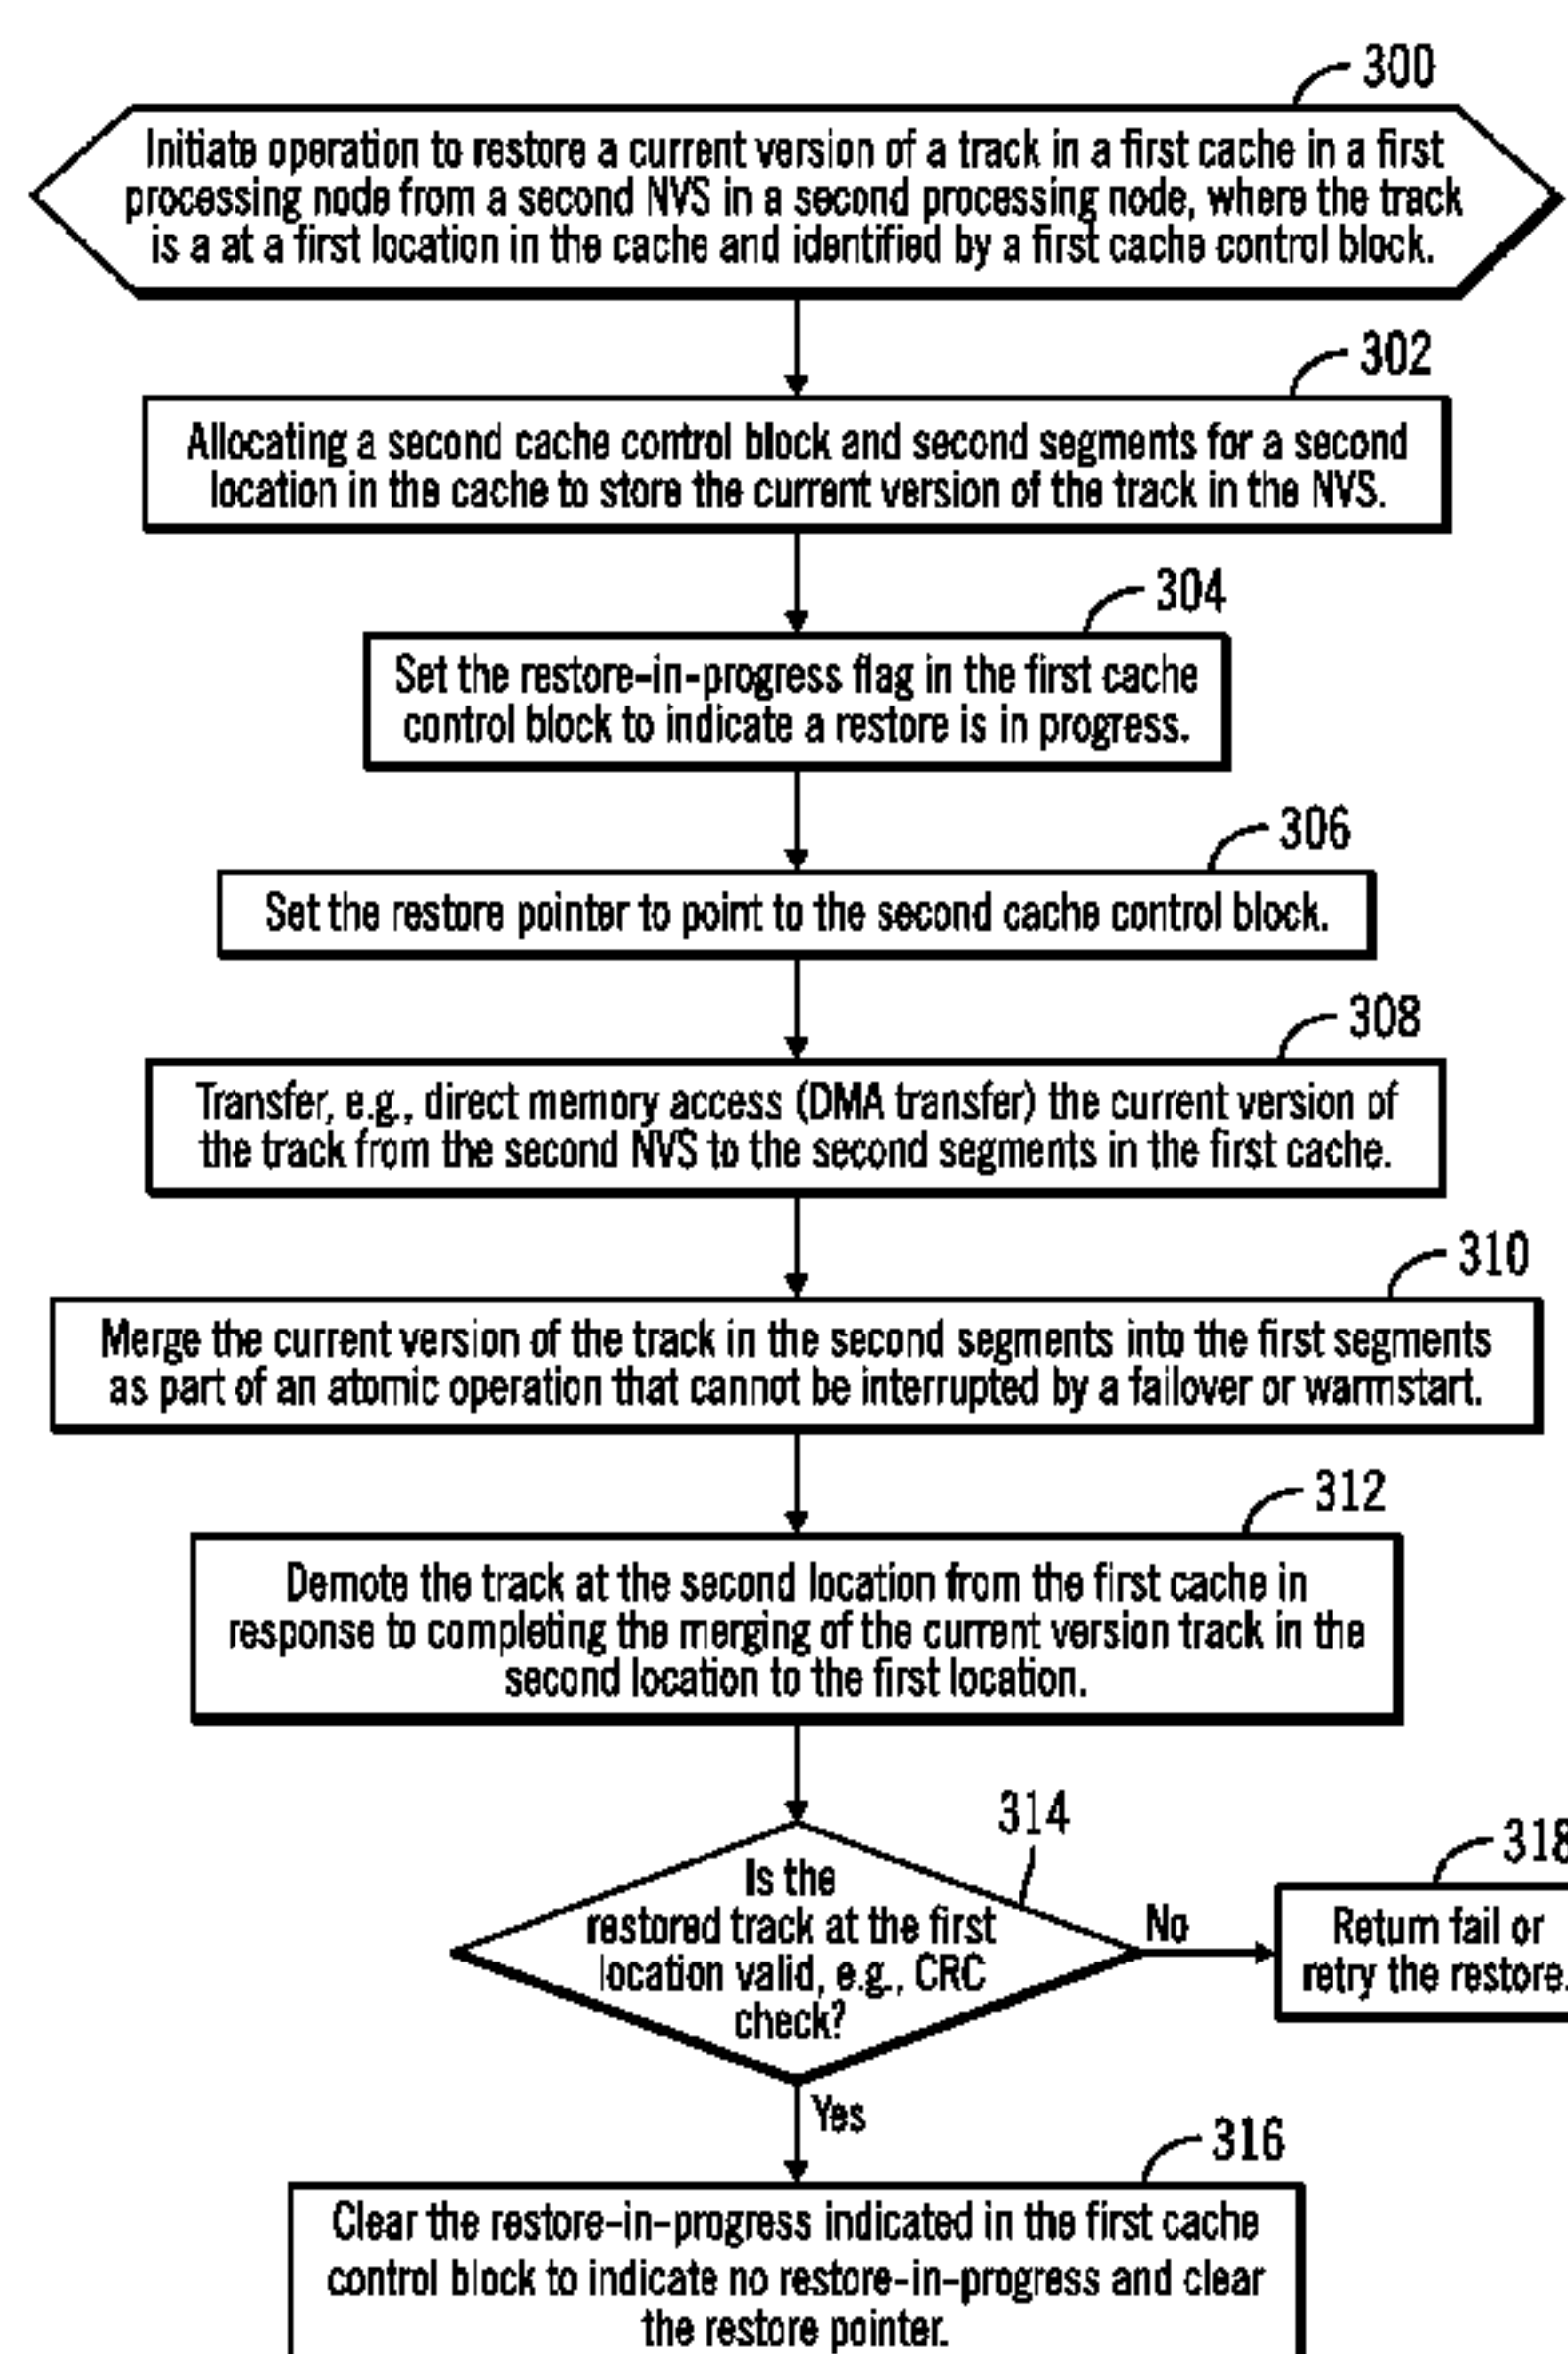 300
Initiate operation to restore a current version of a track in a first cache in a first
processing node from a second NVS in a second processing node, where the track
is a at a first location in the cache and identified by a first cache control block.
302
Allocating a second cache control block and second segments for a second
location in the cache to store the current version of the track in the NVS.
304
Set the restore-in-progress flag in the first cache
control block to indicate a restore is in progress.
306
Set the restore pointer to point to the second cache control block.
308
Transfer, e.g., direct memory access (DMA transfer) the current version of
the track from the second NVS to the second segments in the first cache.
310
Merge the current version of the track in the second segments into the first segments
as part of an atomic operation that cannot be interrupted by a failover or warmstart.
312
Demote the track at the second location from the first cache in
response to completing the merging of the current version track in the
second location to the first location.
314
Is the
restored track at the first
location valid, e.g., CRC
check?
No
318
Return fail or
retry the restore.
Yes
316
Clear the restore-in-progress indicated in the first cache
control block to indicate no restore-in-progress and clear
the restore pointer.